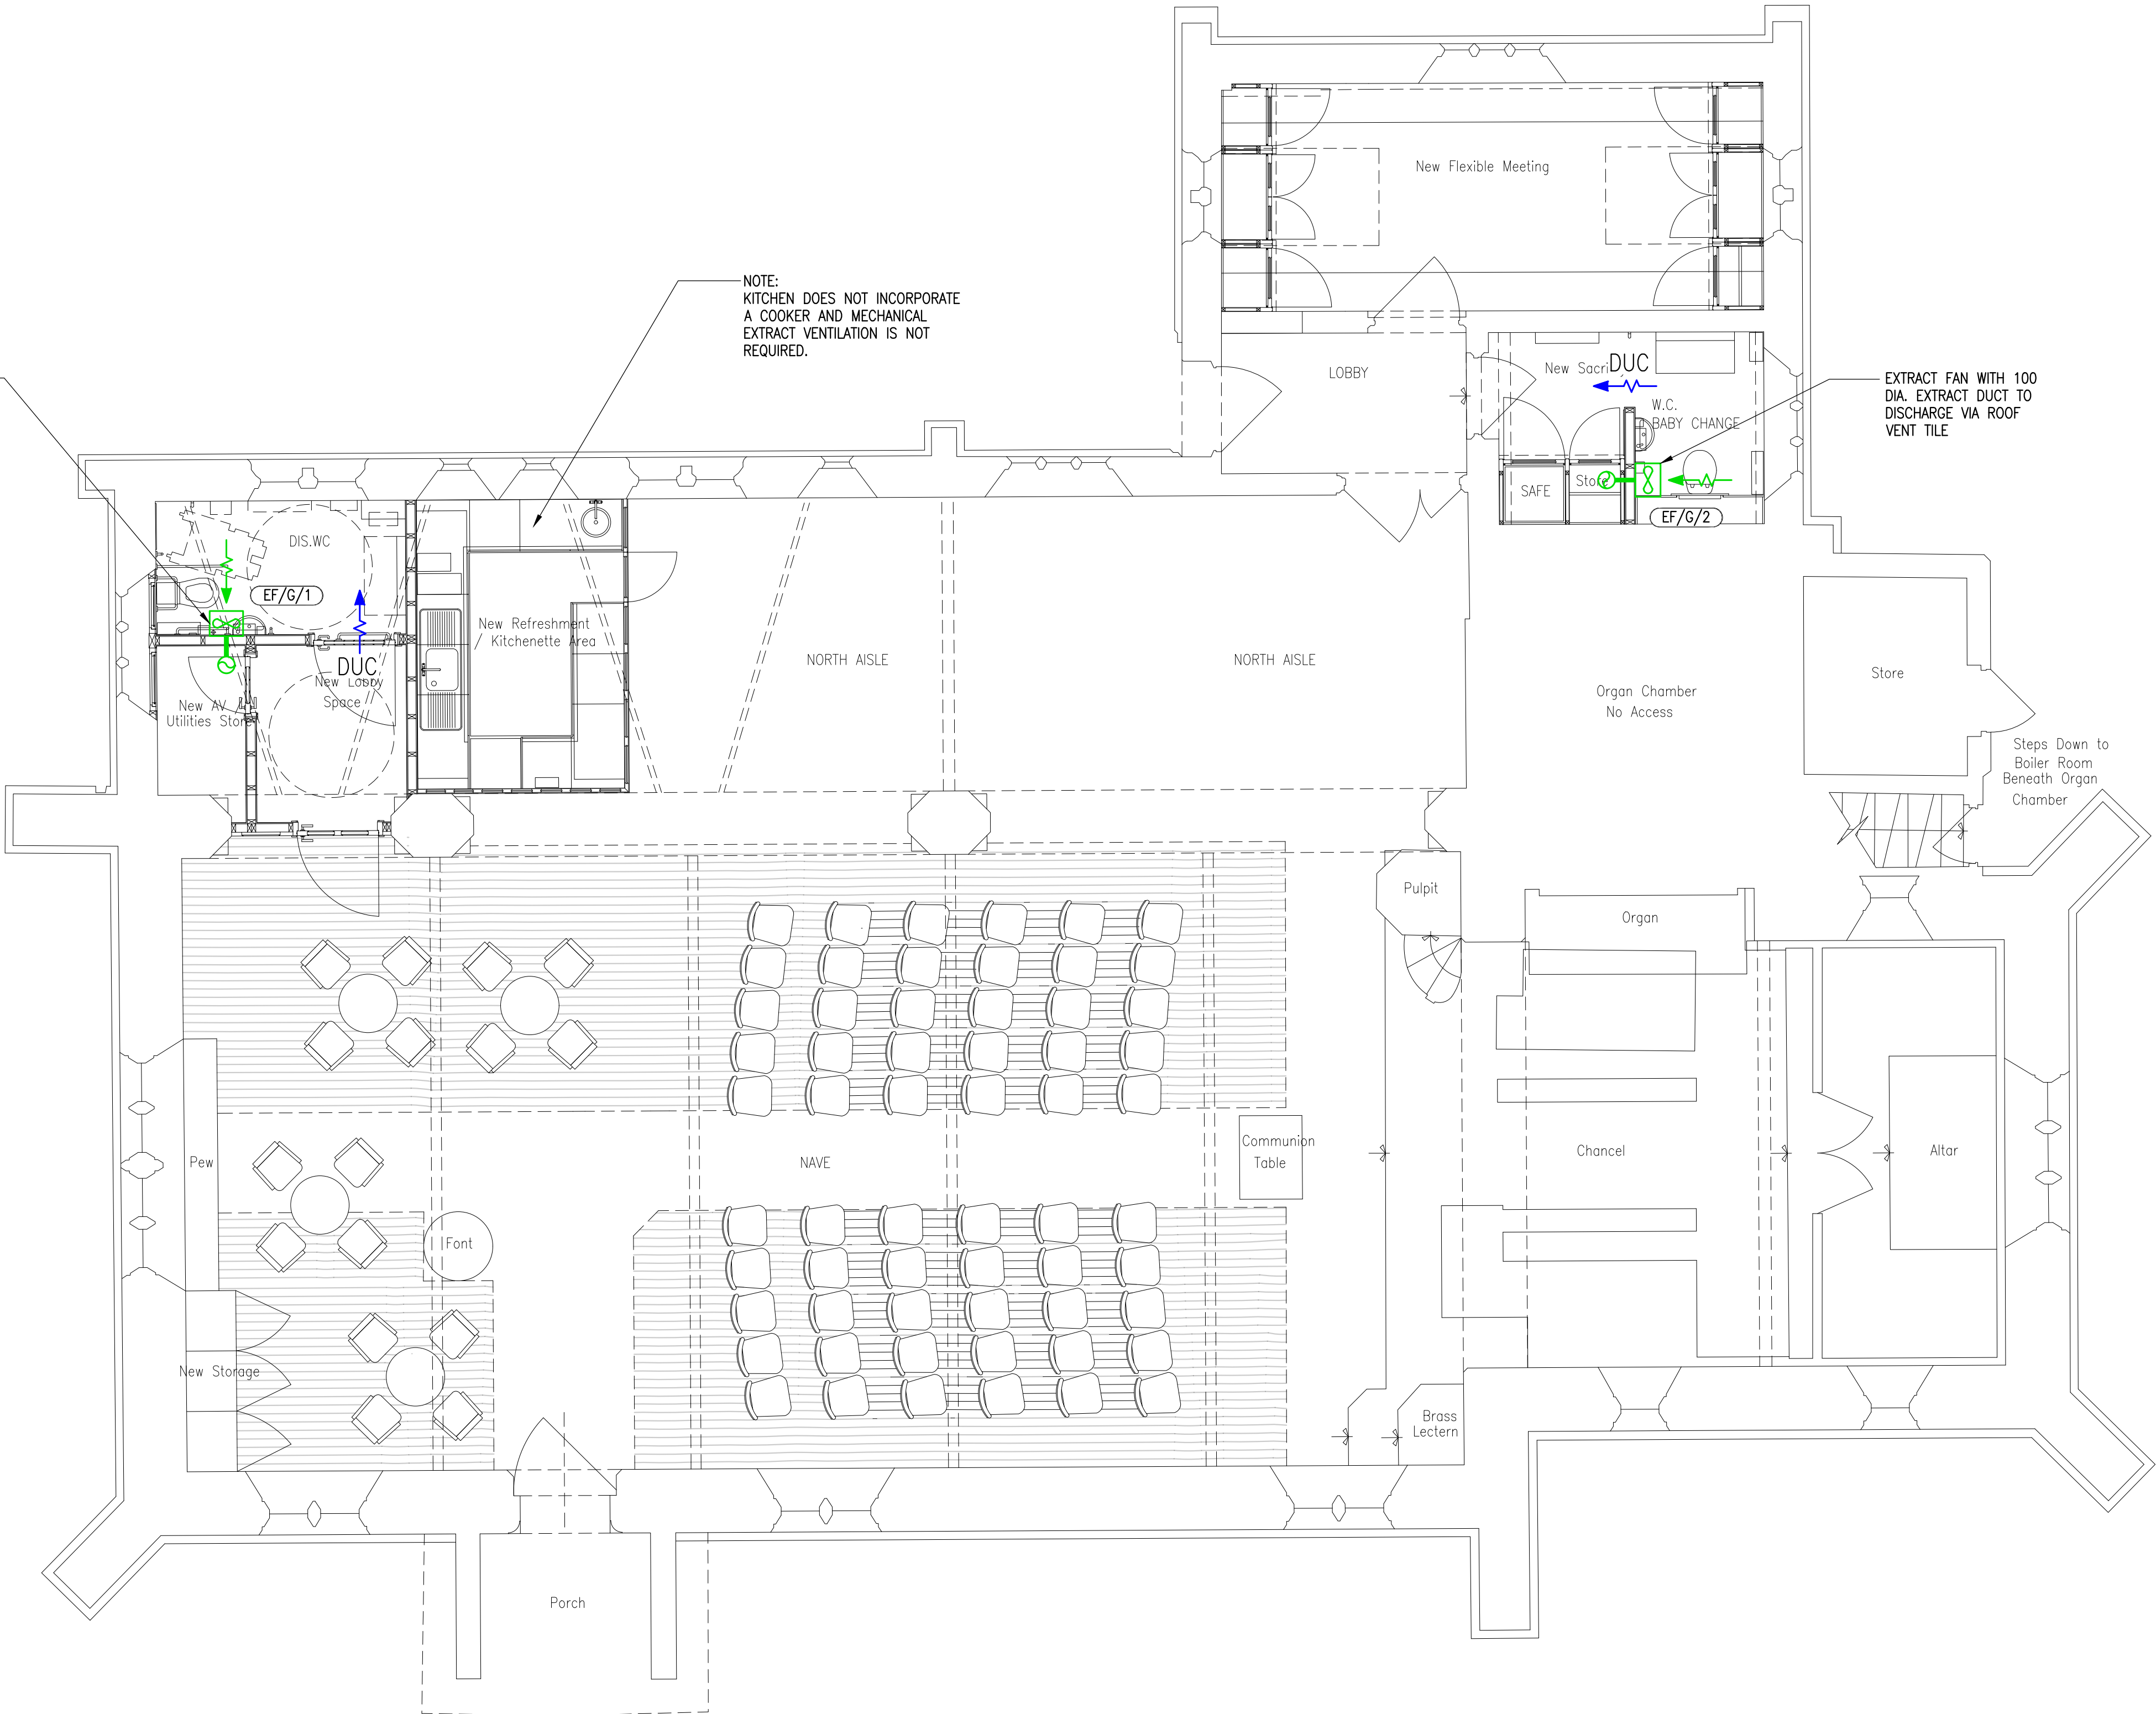 New Flexible Meeting
NOTE:
KITCHEN DOES NOT INCORPORATE
A COOKER AND MECHANICAL
EXTRACT VENTILATION IS NOT
REQUIRED.
LOBBY
New Sacri
DUC
W.C.
BABY CHANGE
EXTRACT FAN WITH 100
DIA. EXTRACT DUCT TO
DISCHARGE VIA ROOF
VENT TILE
SAFE
Store
EF/G/2
DIS.WC
EF/G/1
New Refreshment
/ Kitchenette Area
DUC
New Lobby
Space
New AV /
Utilities Store
NORTH AISLE
NORTH AISLE
Organ Chamber
No Access
Store
Steps Down to
Boiler Room
Beneath Organ
Chamber
Pulpit
Organ
Pew
NAVE
Communion
Table
Chancel
Altar
Font
New Storage
Brass
Lectern
Porch